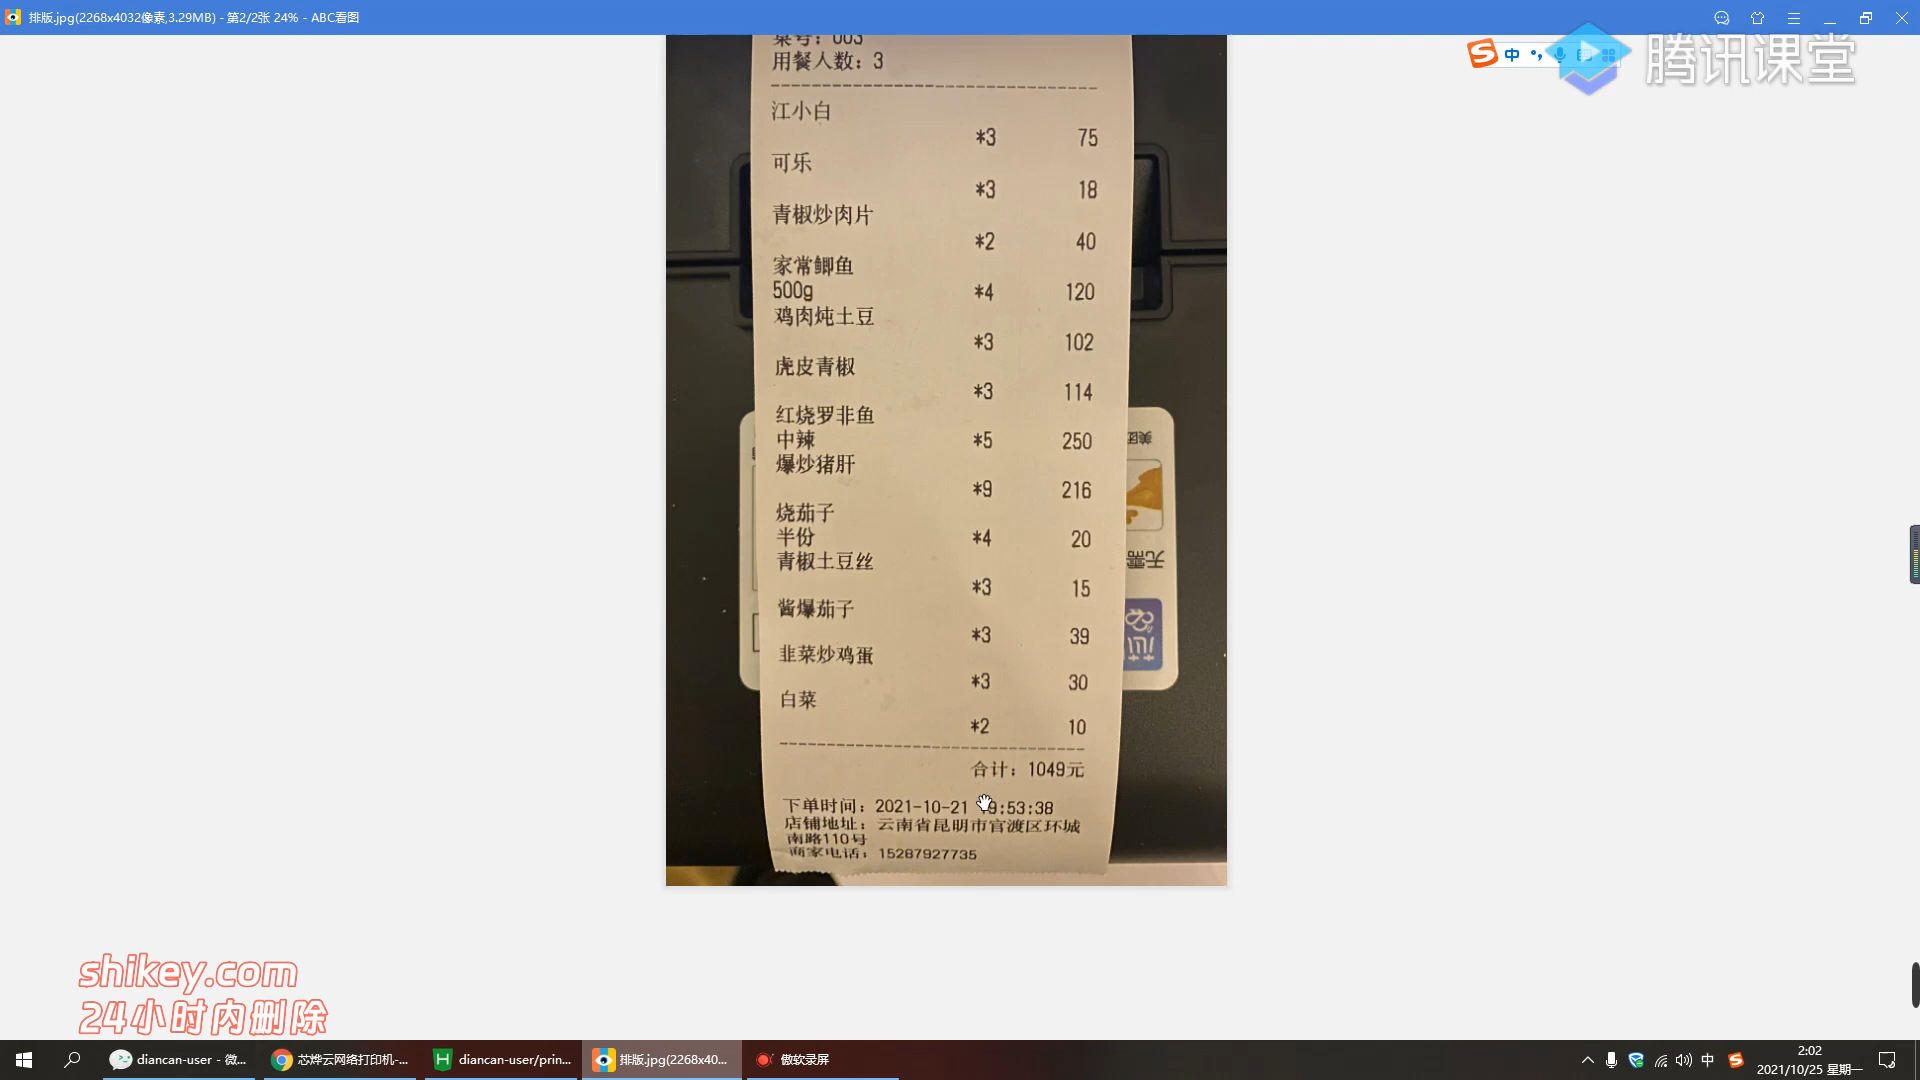 排版.jpg(2268x4032像素,3.29MB) - 第2/2张 24% - ABC看图
中
腾讯课堂
桌号：003
用餐人数：3
江小白
*3 75
可乐
*3 18
青椒炒肉片
*2 40
家常鲫鱼
500g *4 120
鸡肉炖土豆
*3 102
虎皮青椒
*3 114
红烧罗非鱼
中辣 *5 250
爆炒猪肝
*9 216
烧茄子
半份 *4 20
青椒土豆丝
*3 15
酱爆茄子
*3 39
韭菜炒鸡蛋
*3 30
白菜
*2 10
合计：1049元
下单时间：2021-10-21 9:53:38
店铺地址：云南省昆明市官渡区环城
南路110号
商家电话：15287927735
无需
shikey.com
24小时内删除
diancan-user - 微...
芯烨云网络打印机-...
diancan-user/prin...
排版.jpg(2268x40...
傲软录屏
中
2:02
2021/10/25 星期一